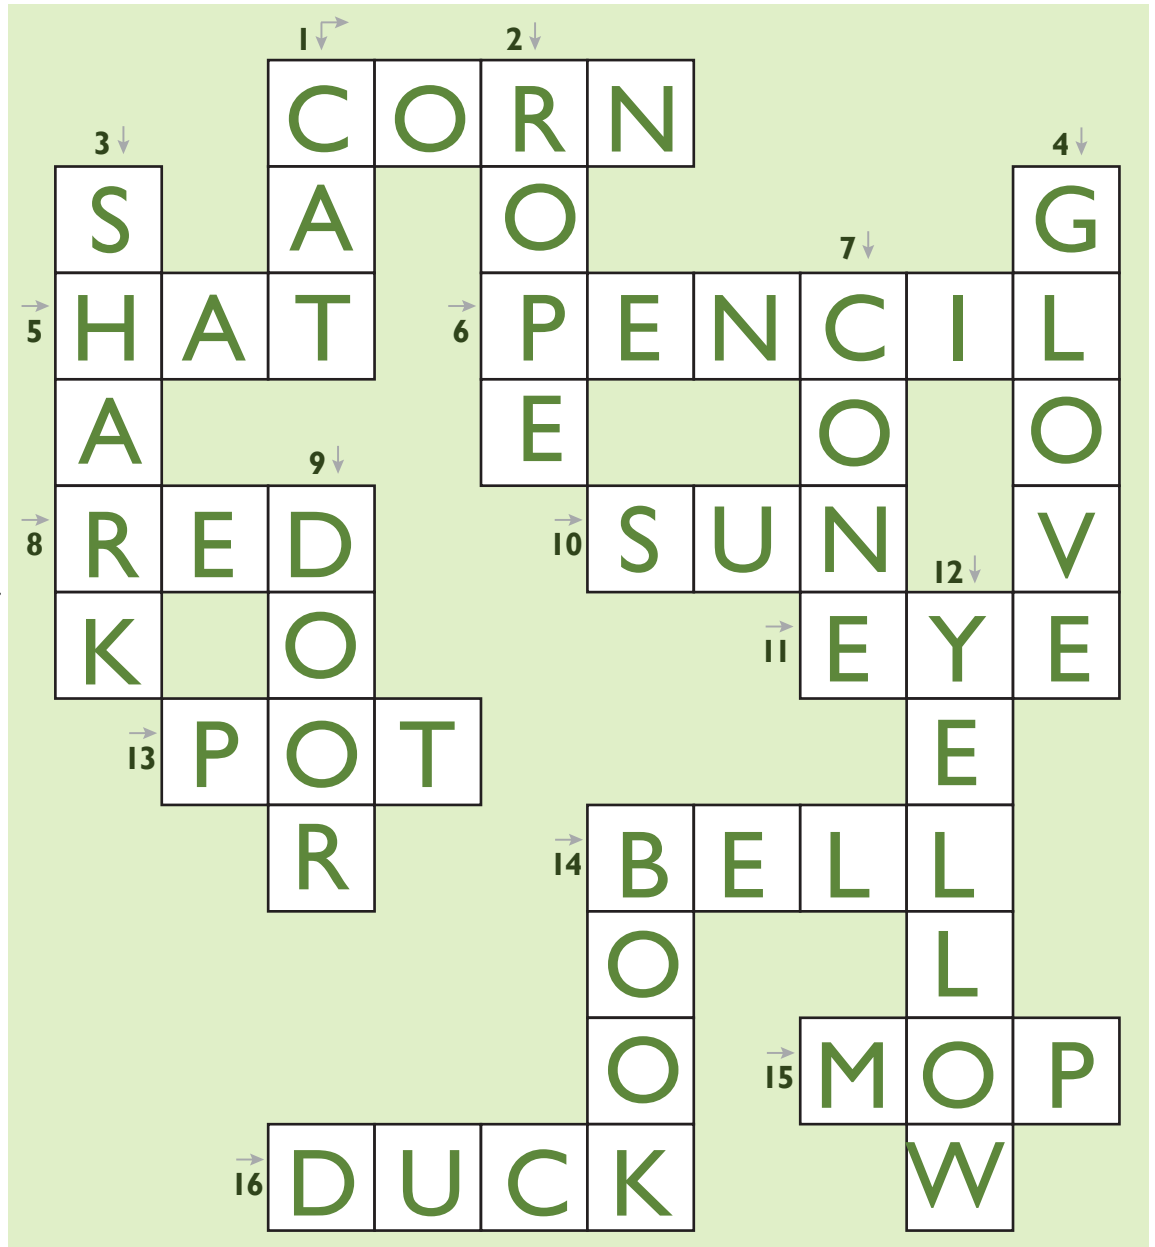 1 2
C O R N
3 4
S A O G
7
5 H A T 6 P E N C I L
A E O O
9
8 R E D 10 S U N V
12
K O 11 E Y E
13 P O T E
R 14 B E L L
O L
O 15 M O P
16 D U C K W